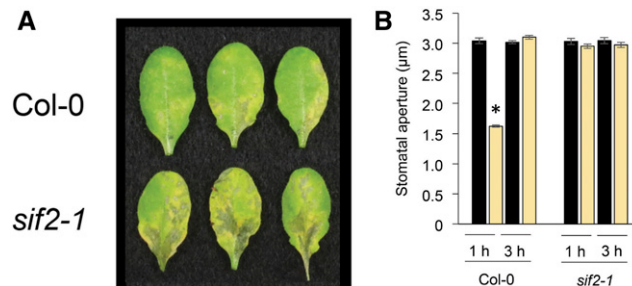 A
Col-0
sif2-1
B
Stomatal aperture (µm)
3.5
3.0
2.5
2.0
1.5
1.0
0.5
0
*
1 h 3 h 1 h 3 h
Col-0 sif2-1